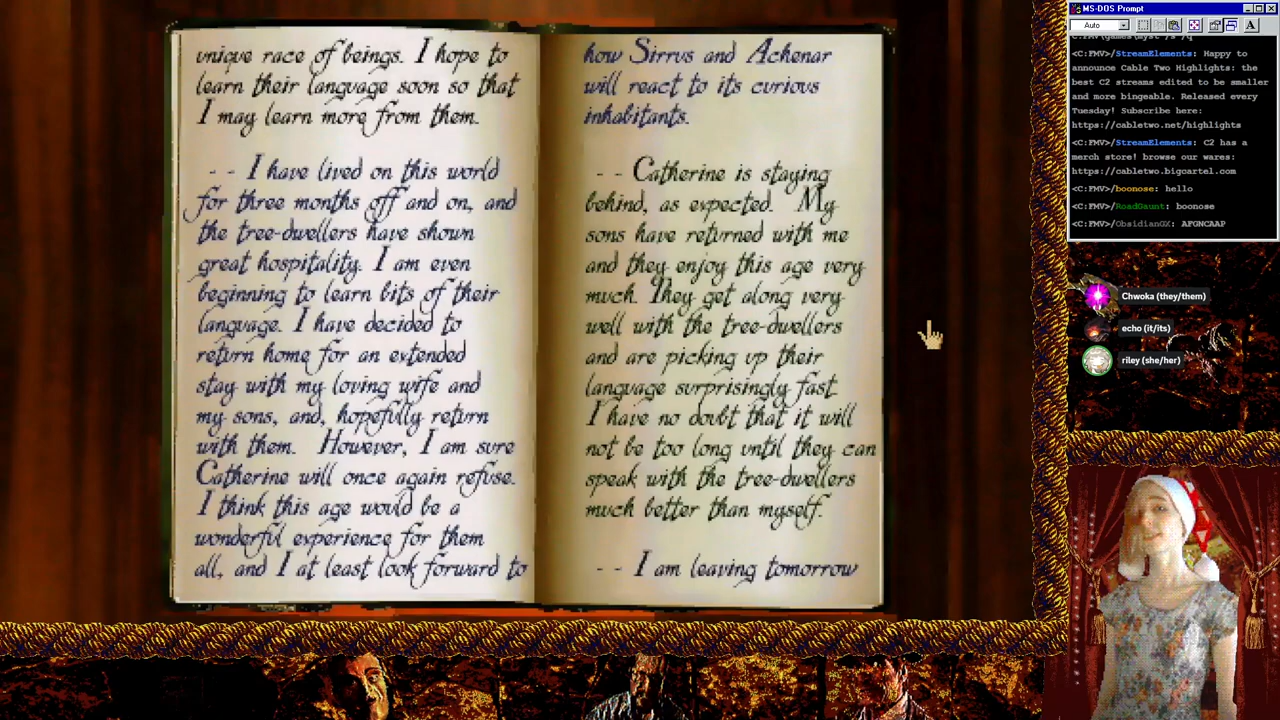 unique race of beings. I hope to
learn their language soon so that
I may learn more from them.
-- I have lived on this world
for three months off and on, and
the tree-dwellers have shown
great hospitality. I am even
beginning to learn bits of their
language. I have decided to
return home for an extended
stay with my loving wife and
my sons, and, hopefully return
with them. However, I am sure
Catherine will once again refuse.
I think this age would be a
wonderful experience for them
all, and I at least look forward to
how Sirrus and Achenar
will react to its curious
inhabitants.
-- Catherine is staying
behind, as expected. My
sons have returned with me
and they enjoy this age very
much. They get along very
well with the tree-dwellers
and are picking up their
language surprisingly fast.
I have no doubt that it will
not be too long until they can
speak with the tree-dwellers
much better than myself.
-- I am leaving tomorrow
MS-DOS Prompt
Auto
A
<C:FMV>/StreamElements: Happy to
announce Cable Two Highlights: the
best C2 streams edited to be smaller
and more bingeable. Released every
Tuesday! Subscribe here:
https://cabletwo.net/highlights
<C:FMV>/StreamElements: C2 has a
merch store! browse our wares:
https://cabletwo.bigcartel.com
<C:FMV>/boonose: hello
<C:FMV>/RoadGaunt: boonose
<C:FMV>/ObsidianGX: AFGNCAAP
Chwoka (they/them)
echo (it/its)
riley (she/her)